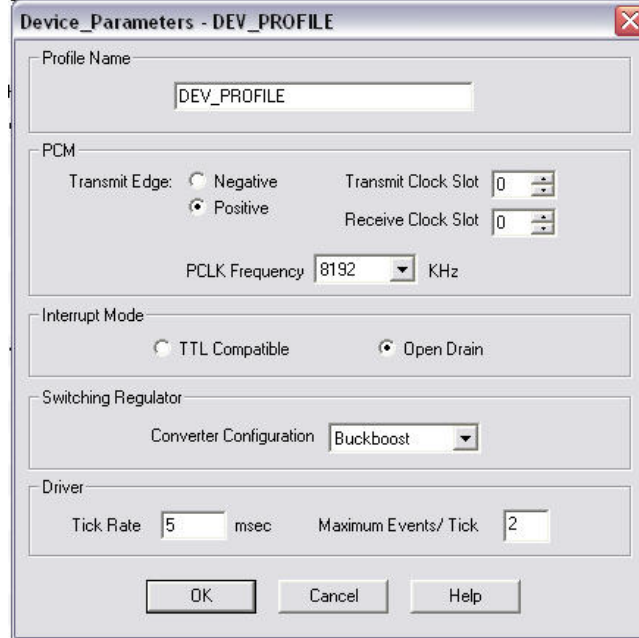 Device_Parameters - DEV_PROFILE
Profile Name
DEV_PROFILE
PCM
Transmit Edge: Negative
Positive
Transmit Clock Slot 0
Receive Clock Slot 0
PCLK Frequency 8192 KHz
Interrupt Mode
TTL Compatible Open Drain
Switching Regulator
Converter Configuration Buckboost
Driver
Tick Rate 5 msec Maximum Events/ Tick 2
OK Cancel Help